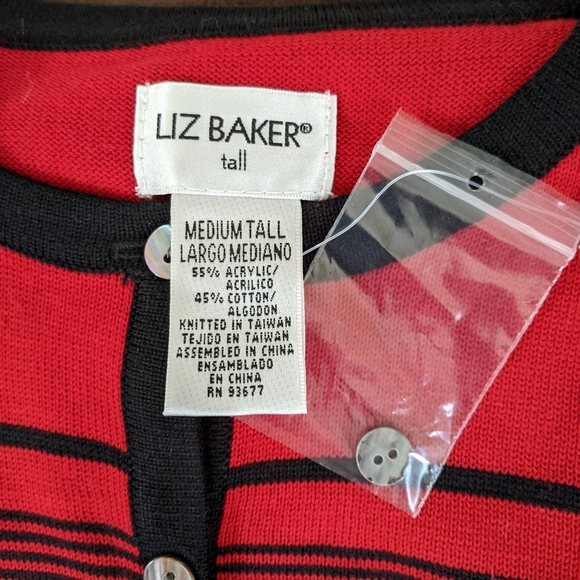 LIZ BAKER®
tall
MEDIUM TALL
LARGO MEDIANO
55% ACRYLIC/
ACRILICO
45% COTTON/
ALGODON
KNITTED IN TAIWAN
TEJIDO EN TAIWAN
ASSEMBLED IN CHINA
ENSAMBLADO
EN CHINA
RN 93677